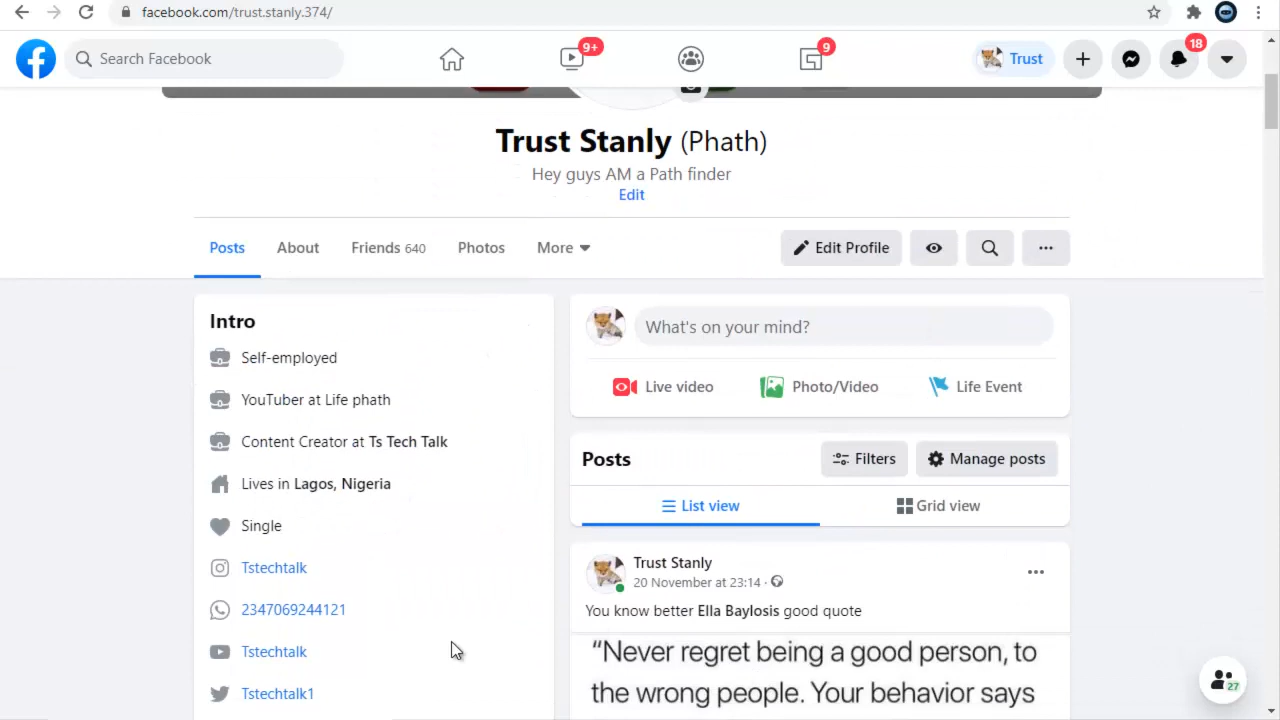 facebook.com/trust.stanly.374/
Search Facebook
9+
9
Trust
18
Trust Stanly (Phath)
Hey guys AM a Path finder
Edit
Posts
About
Friends 640
Photos
More
Edit Profile
Intro
Self-employed
YouTuber at Life phath
Content Creator at Ts Tech Talk
Lives in Lagos, Nigeria
Single
Tstechtalk
2347069244121
Tstechtalk
Tstechtalk1
What's on your mind?
Live video
Photo/Video
Life Event
Posts
Filters
Manage posts
List view
Grid view
Trust Stanly
20 November at 23:14 ·
You know better Ella Baylosis good quote
“Never regret being a good person, to
the wrong people. Your behavior says
27